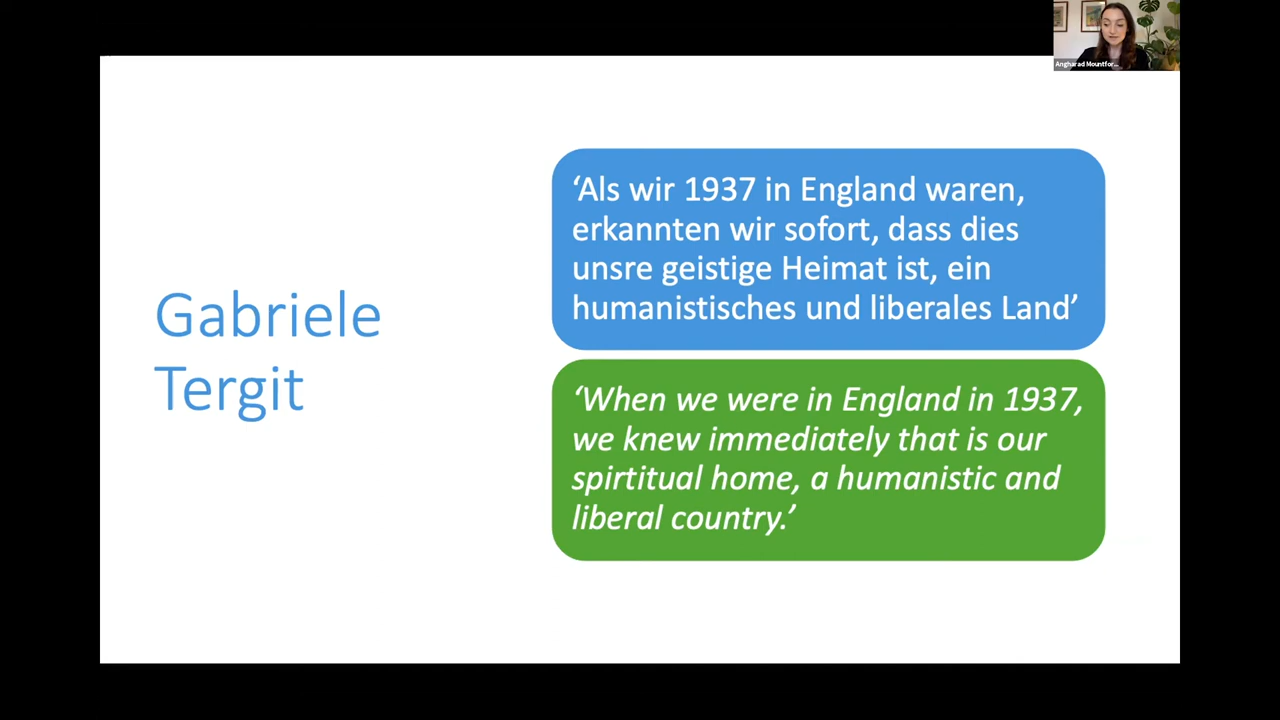 Angharad Mountfor...
Gabriele
Tergit
‘Als wir 1937 in England waren,
erkannten wir sofort, dass dies
unsre geistige Heimat ist, ein
humanistisches und liberales Land’
‘When we were in England in 1937,
we knew immediately that is our
spirtitual home, a humanistic and
liberal country.’